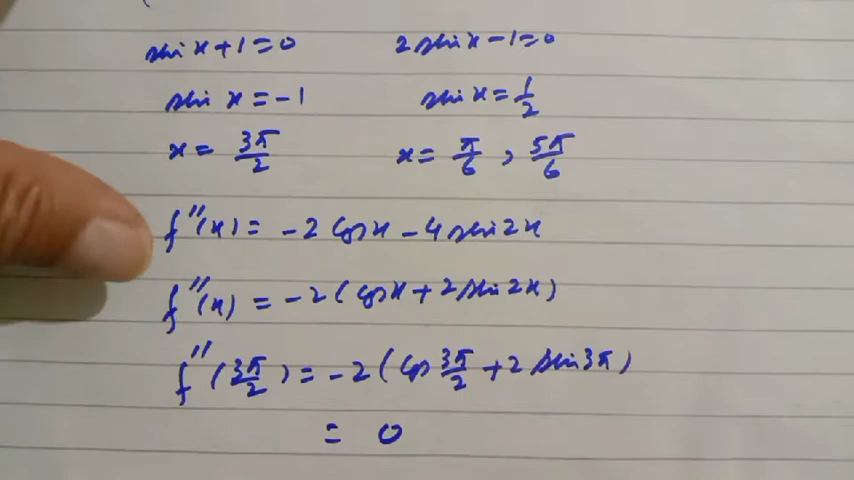 sin x + 1 = 0 2 sin x - 1 = 0
sin x = -1 sin x = 1/2
x = 3π/2 x = π/6 , 5π/6
f''(x) = -2 cos x - 4 sin 2x
f''(x) = -2 (cos x + 2 sin 2x)
f''(3π/2) = -2 (cos 3π/2 + 2 sin 3π)
= 0